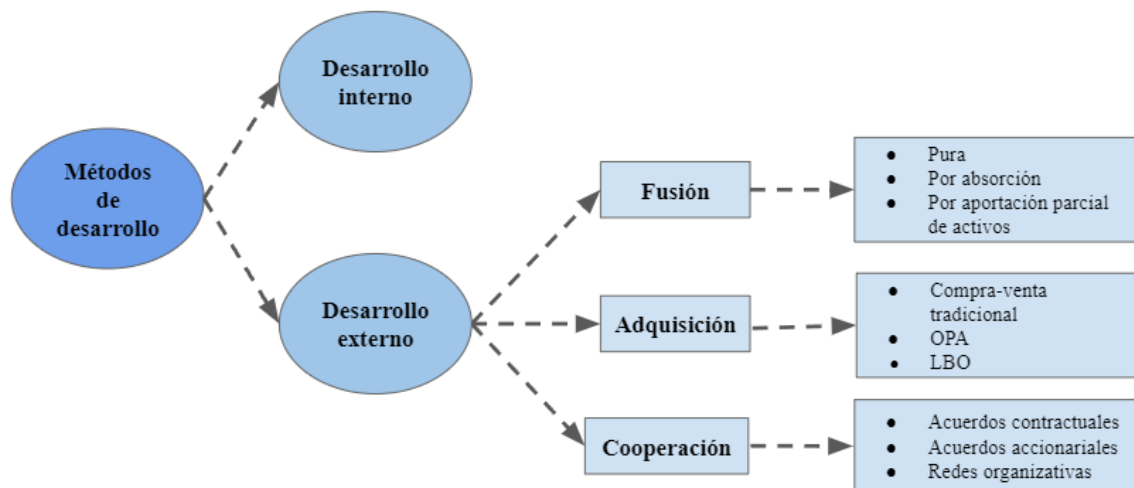 Métodos
de
desarrollo
Desarrollo
interno
Desarrollo
externo
Fusión
● Pura
● Por absorción
● Por aportación parcial
de activos
Adquisición
● Compra-venta
tradicional
● OPA
● LBO
Cooperación
● Acuerdos contractuales
● Acuerdos accionariales
● Redes organizativas